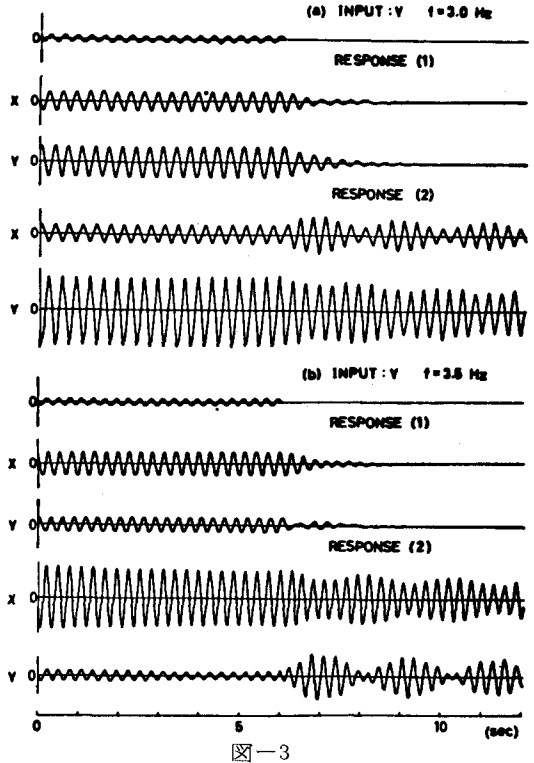 (a) INPUT : Y f=3.0 Hz
0
RESPONSE (1)
X 0
Y 0
RESPONSE (2)
X 0
Y 0
(b) INPUT : Y f=3.5 Hz
0
RESPONSE (1)
X 0
Y 0
RESPONSE (2)
X 0
Y 0
0 5 10 (sec)
図－3